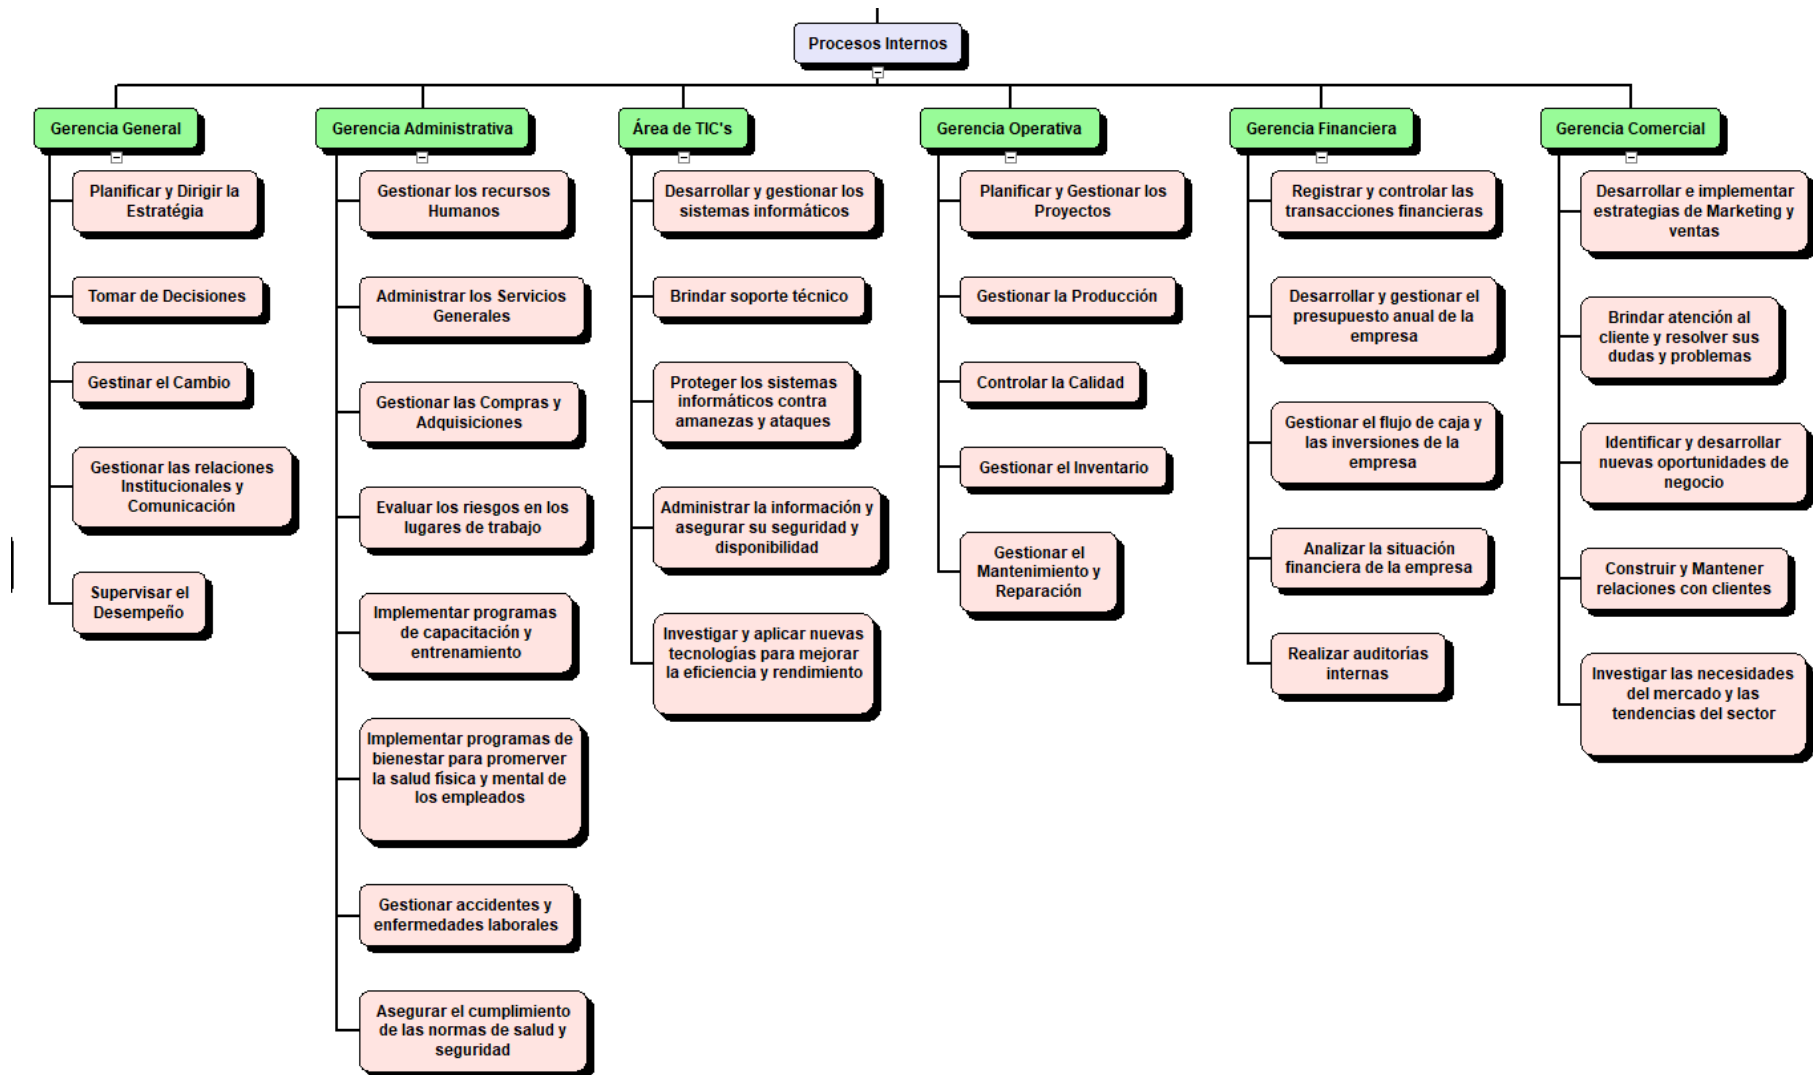 Procesos Internos
Gerencia General
Planificar y Dirigir la
Estratégia
Tomar de Decisiones
Gestinar el Cambio
Gestionar las relaciones
Institucionales y
Comunicación
Supervisar el
Desempeño
Gerencia Administrativa
Gestionar los recursos
Humanos
Administrar los Servicios
Generales
Gestionar las Compras y
Adquisiciones
Evaluar los riesgos en los
lugares de trabajo
Implementar programas
de capacitación y
entrenamiento
Implementar programas de
bienestar para promerver
la salud física y mental de
los empleados
Gestionar accidentes y
enfermedades laborales
Asegurar el cumplimiento
de las normas de salud y
seguridad
Área de TIC's
Desarrollar y gestionar los
sistemas informáticos
Brindar soporte técnico
Proteger los sistemas
informáticos contra
amanezas y ataques
Administrar la información y
asegurar su seguridad y
disponibilidad
Investigar y aplicar nuevas
tecnologías para mejorar
la eficiencia y rendimiento
Gerencia Operativa
Planificar y Gestionar los
Proyectos
Gestionar la Producción
Controlar la Calidad
Gestionar el Inventario
Gestionar el
Mantenimiento y
Reparación
Gerencia Financiera
Registrar y controlar las
transacciones financieras
Desarrollar y gestionar el
presupuesto anual de la
empresa
Gestionar el flujo de caja y
las inversiones de la
empresa
Analizar la situación
financiera de la empresa
Realizar auditorías
internas
Gerencia Comercial
Desarrollar e implementar
estrategias de Marketing y
ventas
Brindar atención al
cliente y resolver sus
dudas y problemas
Identificar y desarrollar
nuevas oportunidades de
negocio
Construir y Mantener
relaciones con clientes
Investigar las necesidades
del mercado y las
tendencias del sector